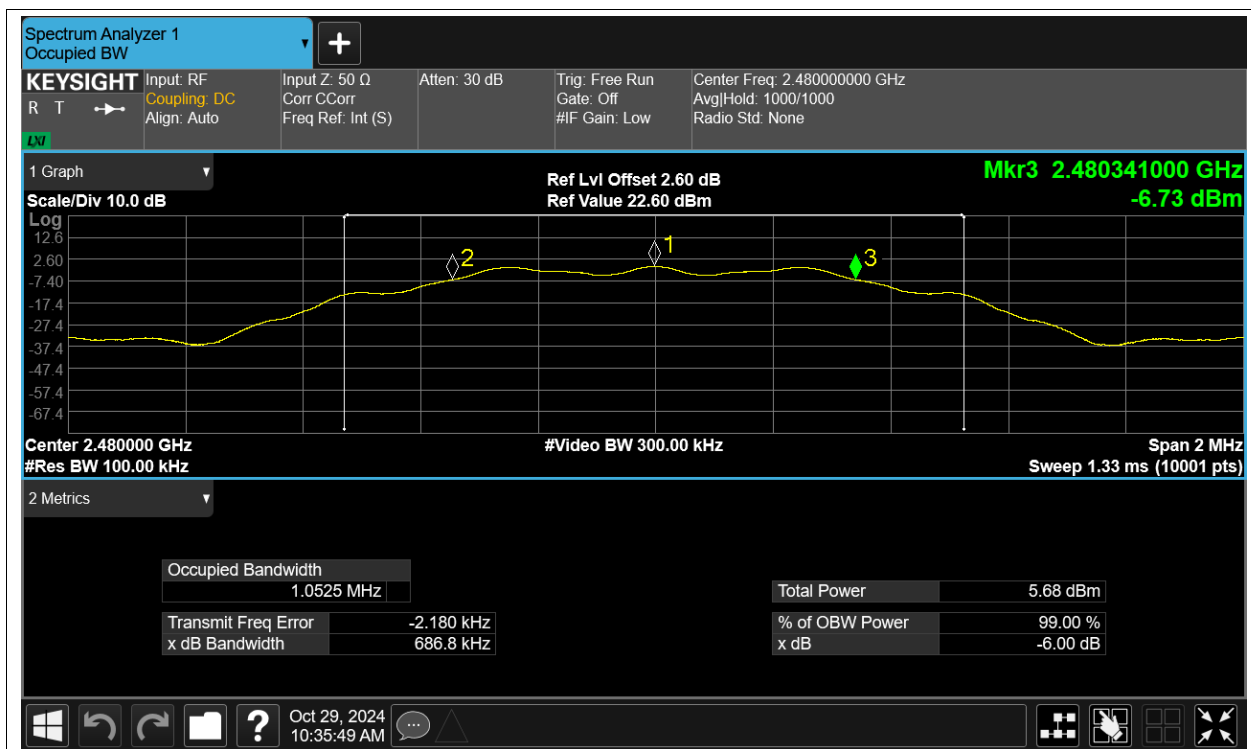 Spectrum Analyzer 1
Occupied BW
KEYSIGHT
R T
LXI
Input: RF
Coupling: DC
Align: Auto
Input Z: 50 Ω
Corr CCorr
Freq Ref: Int (S)
Atten: 30 dB
Trig: Free Run
Gate: Off
#IF Gain: Low
Center Freq: 2.480000000 GHz
Avg|Hold: 1000/1000
Radio Std: None
1 Graph
Scale/Div 10.0 dB
Ref Lvl Offset 2.60 dB
Ref Value 22.60 dBm
Mkr3 2.480341000 GHz
-6.73 dBm
Log
12.6
2.60
-7.40
-17.4
-27.4
-37.4
-47.4
-57.4
-67.4
2
1
3
Center 2.480000 GHz
#Res BW 100.00 kHz
#Video BW 300.00 kHz
Span 2 MHz
Sweep 1.33 ms (10001 pts)
2 Metrics
Occupied Bandwidth
1.0525 MHz
Transmit Freq Error -2.180 kHz
x dB Bandwidth 686.8 kHz
Total Power 5.68 dBm
% of OBW Power 99.00 %
x dB -6.00 dB
?
Oct 29, 2024
10:35:49 AM